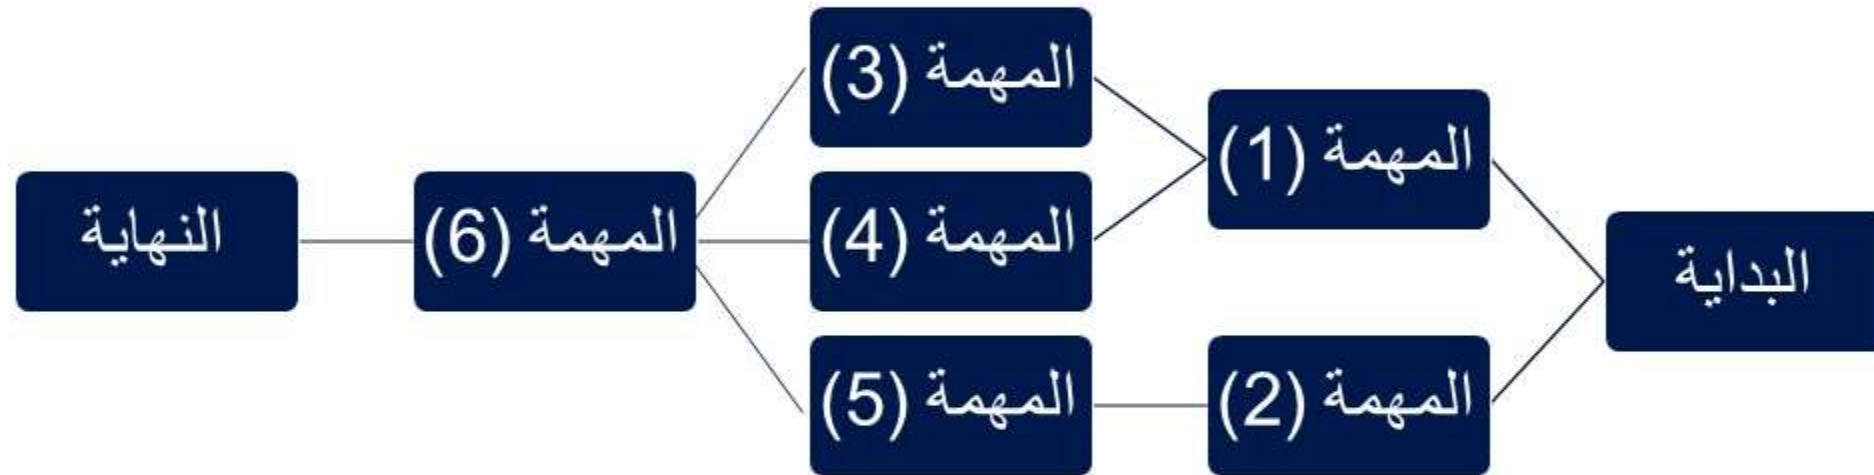 البداية
المهمة (1)
المهمة (2)
المهمة (3)
المهمة (4)
المهمة (5)
المهمة (6)
النهاية